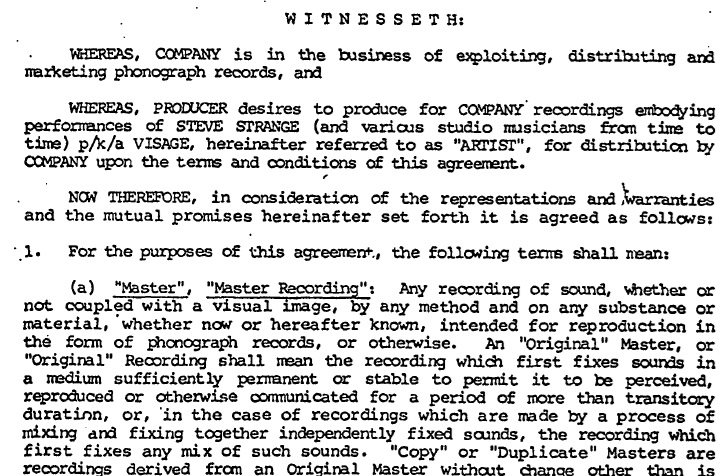 W I T N E S S E T H:
WHEREAS, COMPANY is in the business of exploiting, distributing and
marketing phonograph records, and
WHEREAS, PRODUCER desires to produce for COMPANY recordings embodying
performances of STEVE STRANGE (and various studio musicians from time to
time) p/k/a VISAGE, hereinafter referred to as "ARTIST", for distribution by
COMPANY upon the terms and conditions of this agreement.
NOW THEREFORE, in consideration of the representations and warranties
and the mutual promises hereinafter set forth it is agreed as follows:
1. For the purposes of this agreement, the following terms shall mean:
(a) "Master", "Master Recording": Any recording of sound, whether or
not coupled with a visual image, by any method and on any substance or
material, whether now or hereafter known, intended for reproduction in
the form of phonograph records, or otherwise. An "Original" Master, or
"Original" Recording shall mean the recording which first fixes sounds in
a medium sufficiently permanent or stable to permit it to be perceived,
reproduced or otherwise communicated for a period of more than transitory
duration, or, in the case of recordings which are made by a process of
mixing and fixing together independently fixed sounds, the recording which
first fixes any mix of such sounds. "Copy" or "Duplicate" Masters are
recordings derived from an Original Master without change other than is